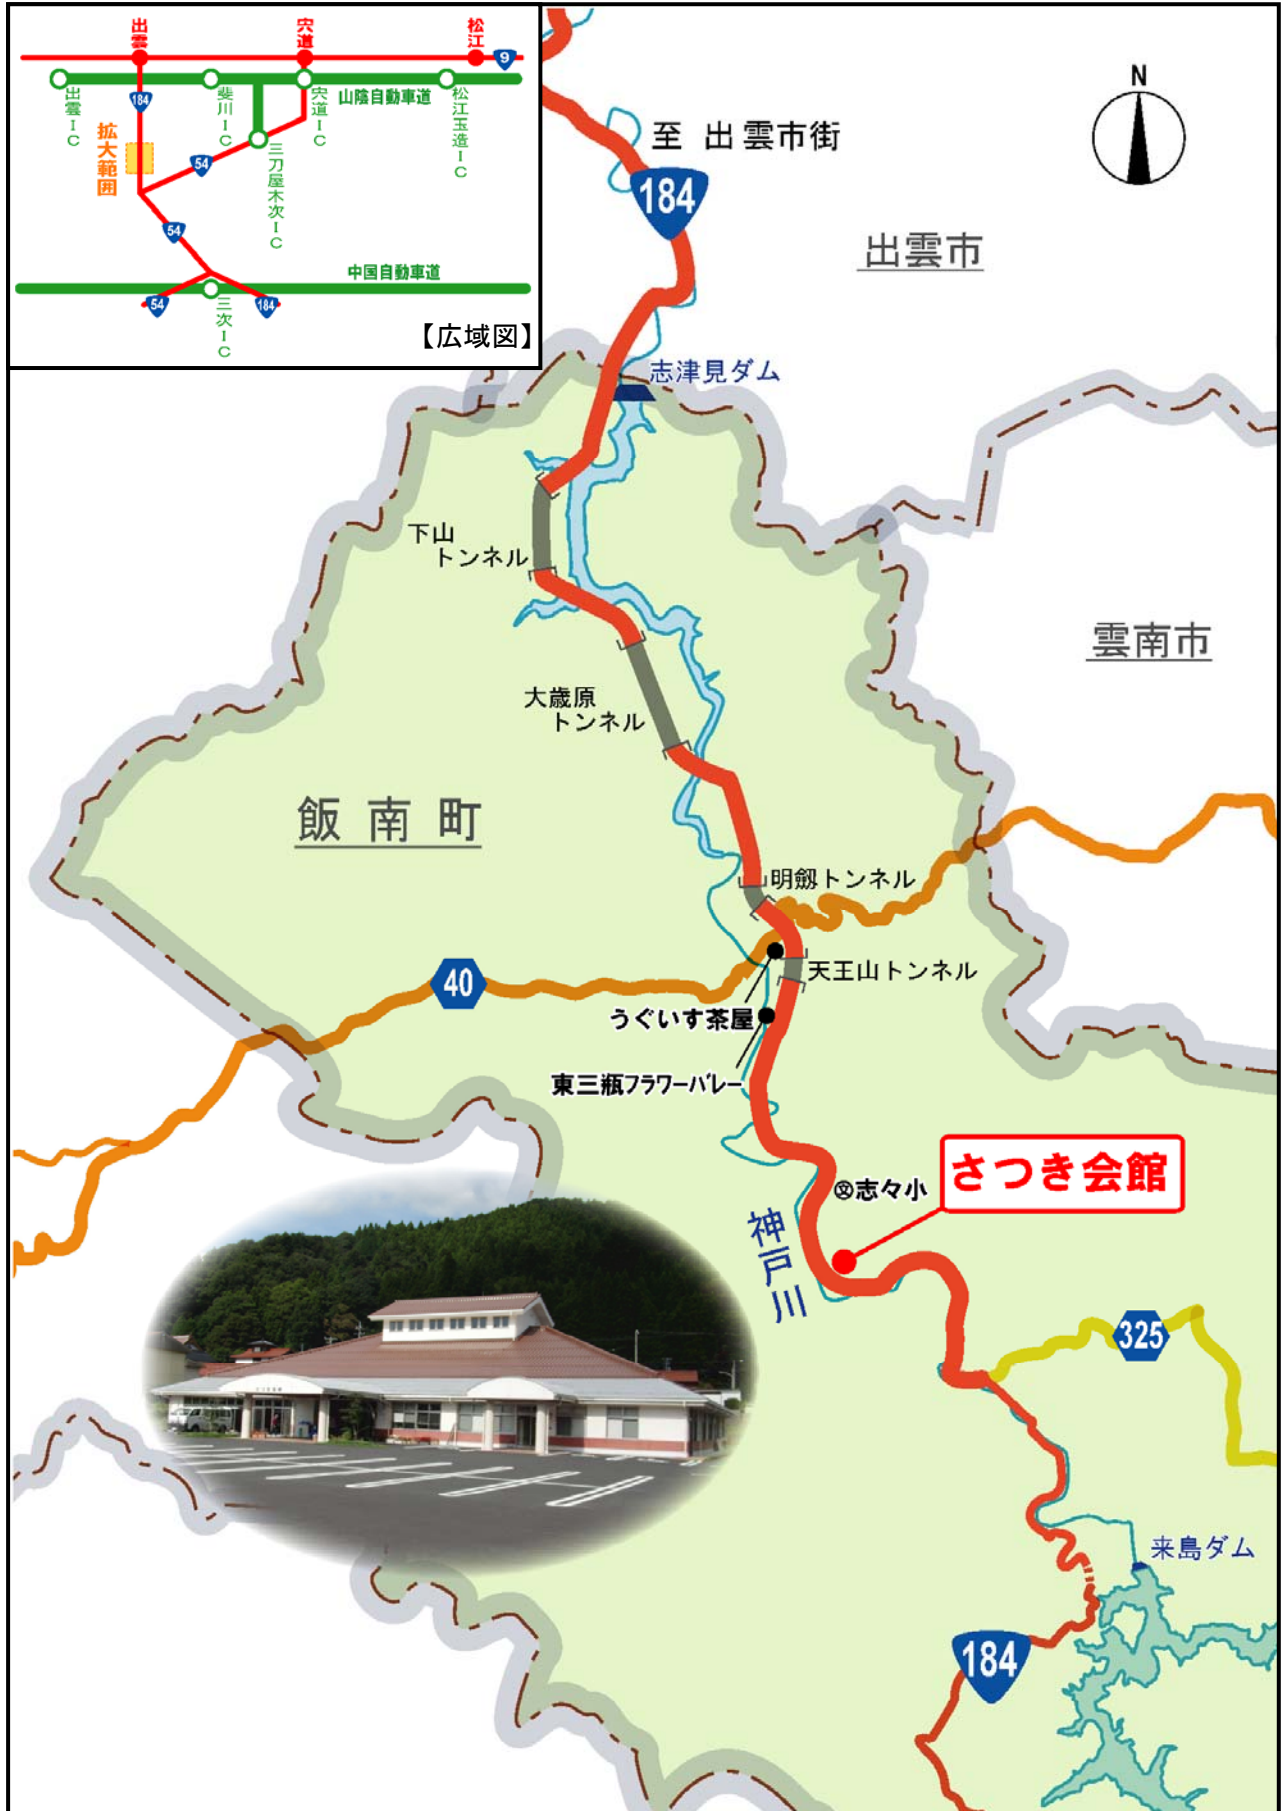 出雲
宍道
松江
9
山陰自動車道
出雲IC
斐川IC
宍道IC
松江玉造IC
184
拡大範囲
54
三刀屋木次IC
54
中国自動車道
54
184
三次IC
【広域図】
N
至 出雲市街
184
出雲市
志津見ダム
下山
トンネル
雲南市
大歳原
トンネル
飯南町
明剱トンネル
天王山トンネル
40
うぐいす茶屋
東三瓶フラワーバレー
さつき会館
文志々小
神戸川
325
来島ダム
184